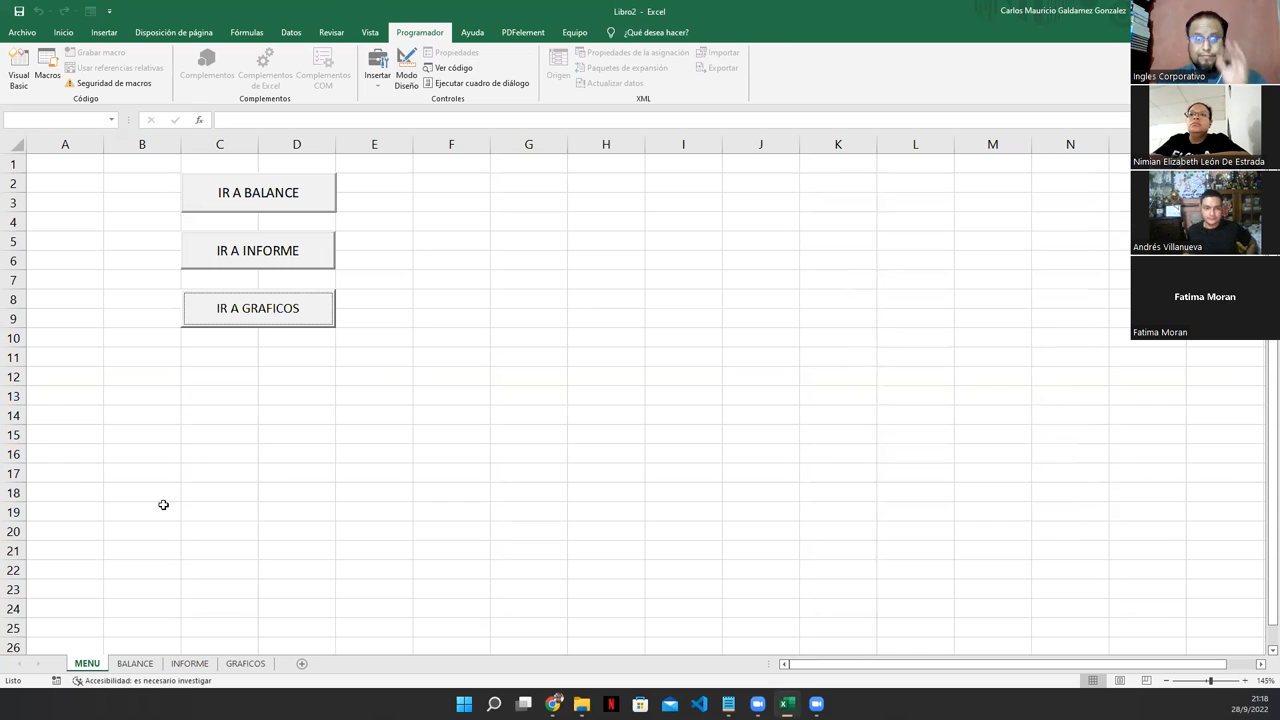 Libro2 - Excel
Carlos Mauricio Galdamez Gonzalez
Archivo Inicio Insertar Disposición de página Fórmulas Datos Revisar Vista Programador Ayuda PDFelement Equipo ¿Qué desea hacer?
Visual Basic
Macros
Grabar macro
Usar referencias relativas
Seguridad de macros
Código
Complementos
Complementos de Excel
Complementos COM
Complementos
Insertar
Modo Diseño
Propiedades
Ver código
Ejecutar cuadro de diálogo
Controles
Origen
Propiedades de la asignación
Paquetes de expansión
Actualizar datos
Importar
Exportar
XML
fx
A B C D E F G H I J K L M N
1
2
3
4
5
6
7
8
9
10
11
12
13
14
15
16
17
18
19
20
21
22
23
24
25
26
IR A BALANCE
IR A INFORME
IR A GRAFICOS
Ingles Corporativo
Nimian Elizabeth León De Estrada
Andrés Villanueva
Fatima Moran
Fatima Moran
MENU BALANCE INFORME GRAFICOS
Listo
Accesibilidad: es necesario investigar
145%
21:18
28/9/2022